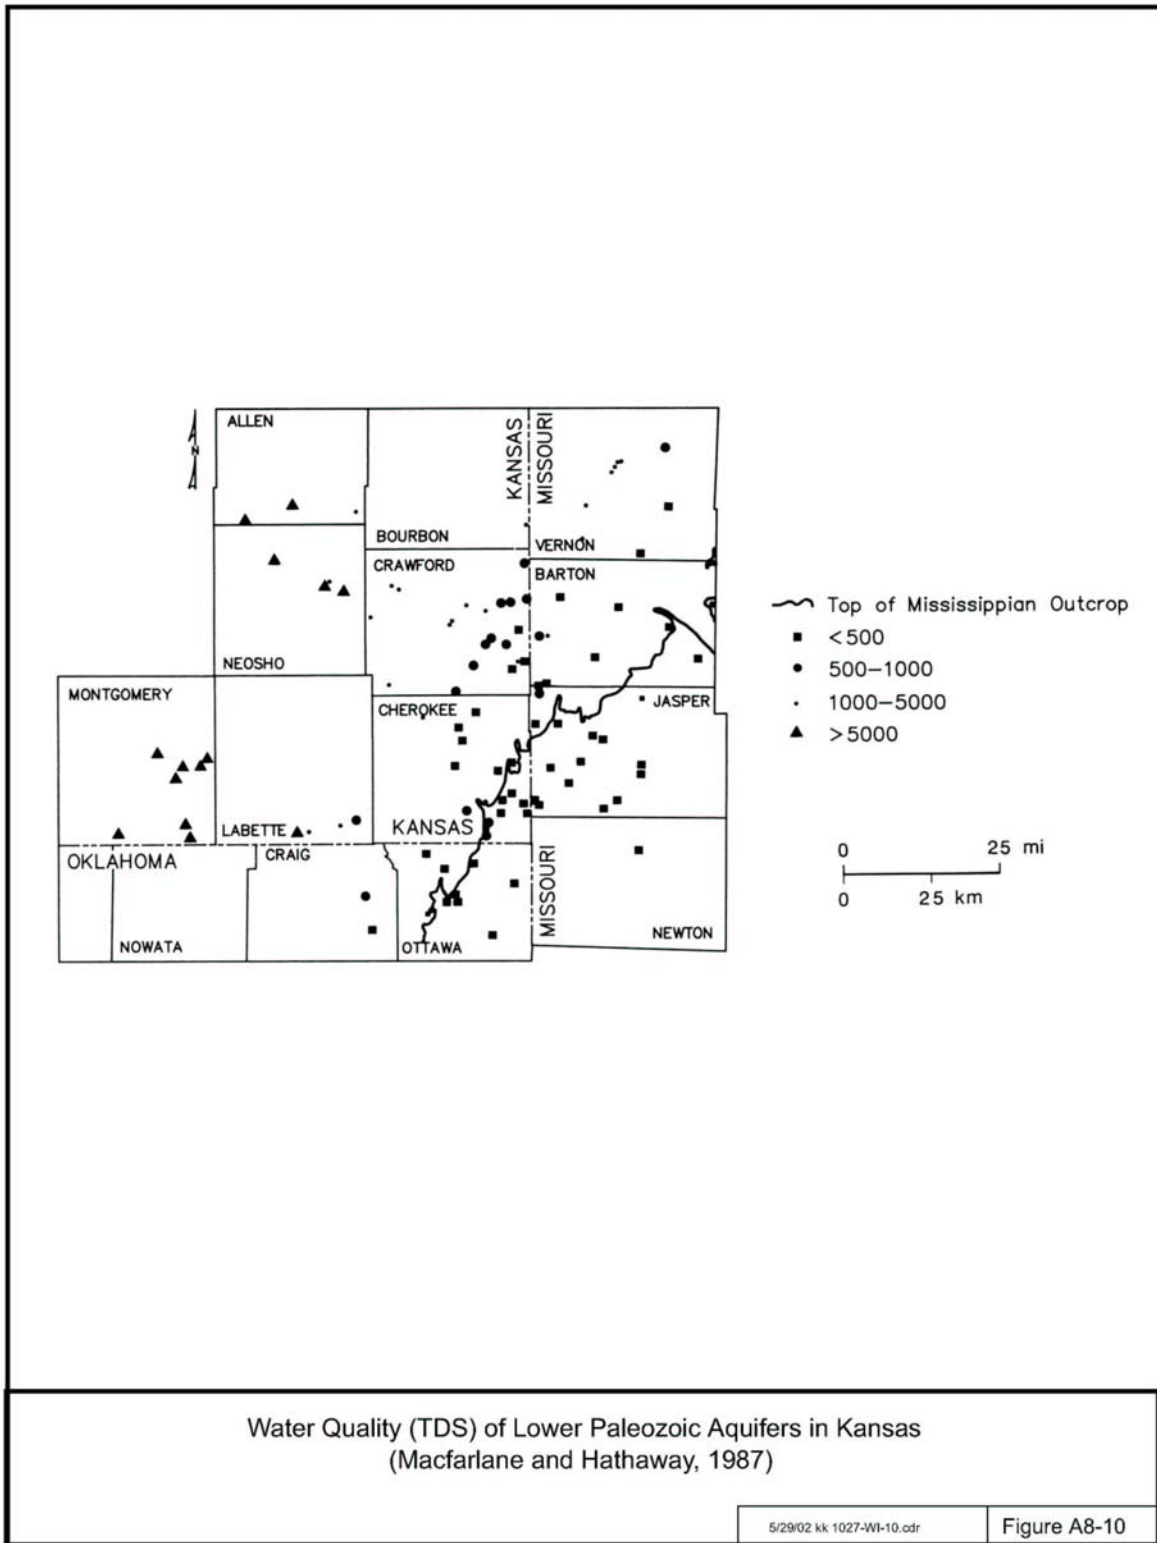 ALLEN
KANSAS
MISSOURI
N
BOURBON
VERNON
CRAWFORD
BARTON
Top of Mississippian Outcrop
<500
500–1000
1000–5000
>5000
NEOSHO
MONTGOMERY
CHEROKEE
JASPER
LABETTE
KANSAS
OKLAHOMA
CRAIG
MISSOURI
0 25 mi
0 25 km
NOWATA
OTTAWA
NEWTON
Water Quality (TDS) of Lower Paleozoic Aquifers in Kansas
(Macfarlane and Hathaway, 1987)
5/29/02 kk 1027-WI-10.cdr
Figure A8-10